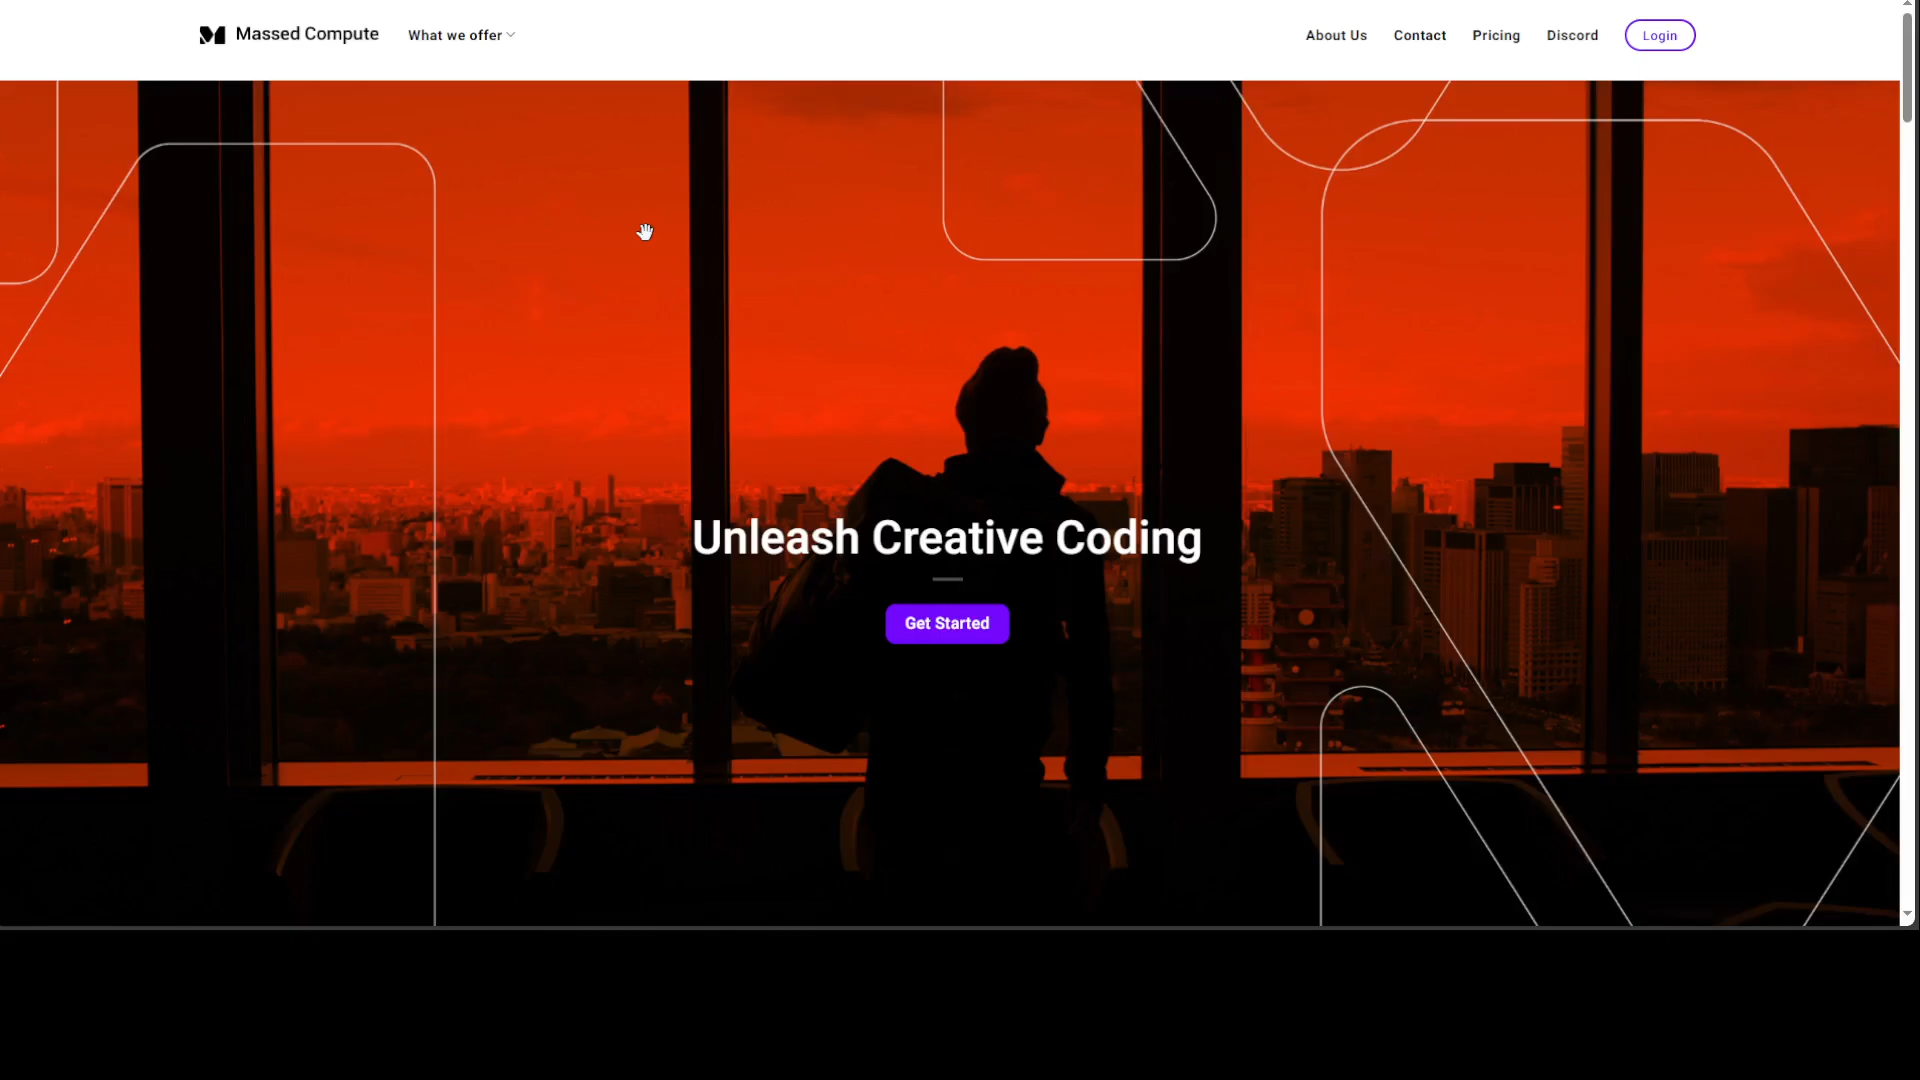 Massed Compute
What we offer
About Us
Contact
Pricing
Discord
Login
Unleash Creative Coding
Get Started